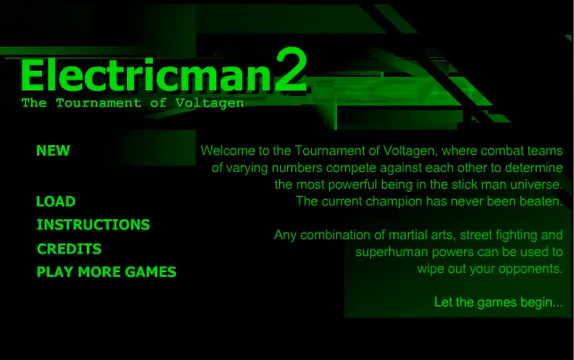 Electricman2
The Tournament of Voltagen
NEW
Welcome to the Tournament of Voltagen, where combat teams
of varying numbers compete against each other to determine
the most powerful being in the stick man universe.
The current champion has never been beaten.
LOAD
INSTRUCTIONS
CREDITS
PLAY MORE GAMES
Any combination of martial arts, street fighting and
superhuman powers can be used to
wipe out your opponents.
Let the games begin...